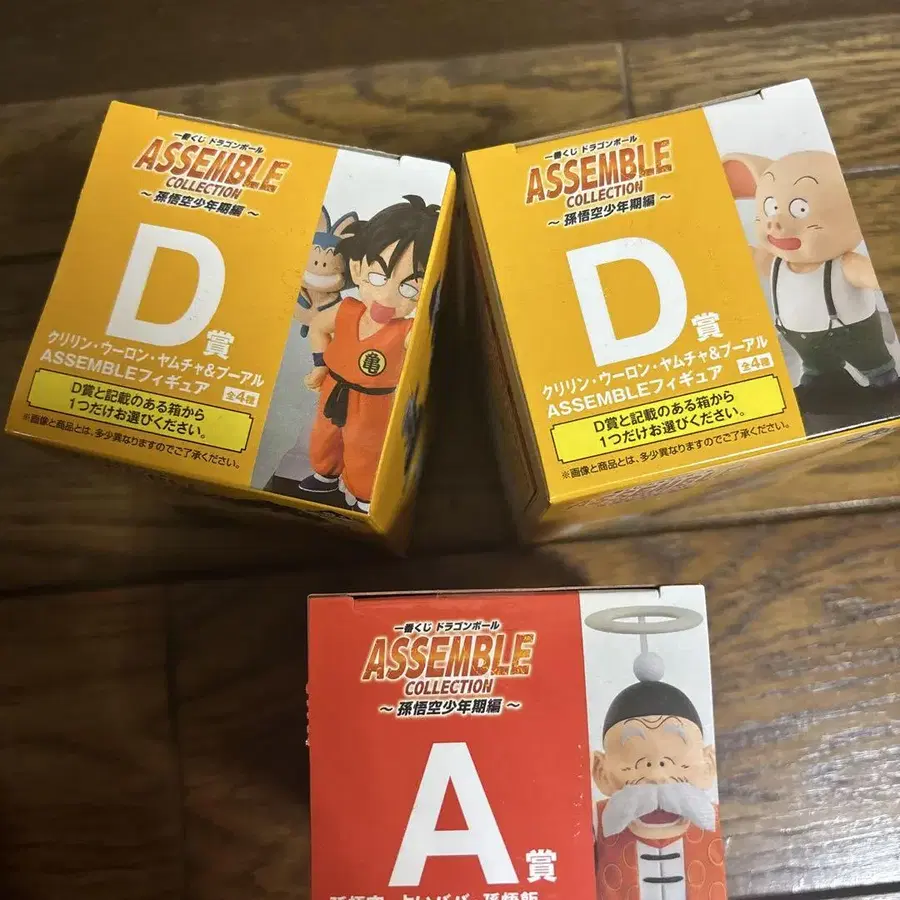 一番くじ ドラゴンボール
ASSEMBLE
COLLECTION
～ 孫悟空少年期編 ～
D賞
クリリン・ウーロン・ヤムチャ&プーアル
ASSEMBLEフィギュア 全4種
D賞と記載のある箱から
1つだけお選びください。
※画像と商品とは、多少異なりますのでご了承ください。
亀
一番くじ ドラゴンボール
ASSEMBLE
COLLECTION
～ 孫悟空少年期編 ～
D賞
クリリン・ウーロン・ヤムチャ&プーアル
ASSEMBLEフィギュア 全4種
D賞と記載のある箱から
1つだけお選びください。
※画像と商品とは、多少異なりますのでご了承ください。
一番くじ ドラゴンボール
ASSEMBLE
COLLECTION
～ 孫悟空少年期編 ～
A賞
孫悟空・占いババ・孫悟飯